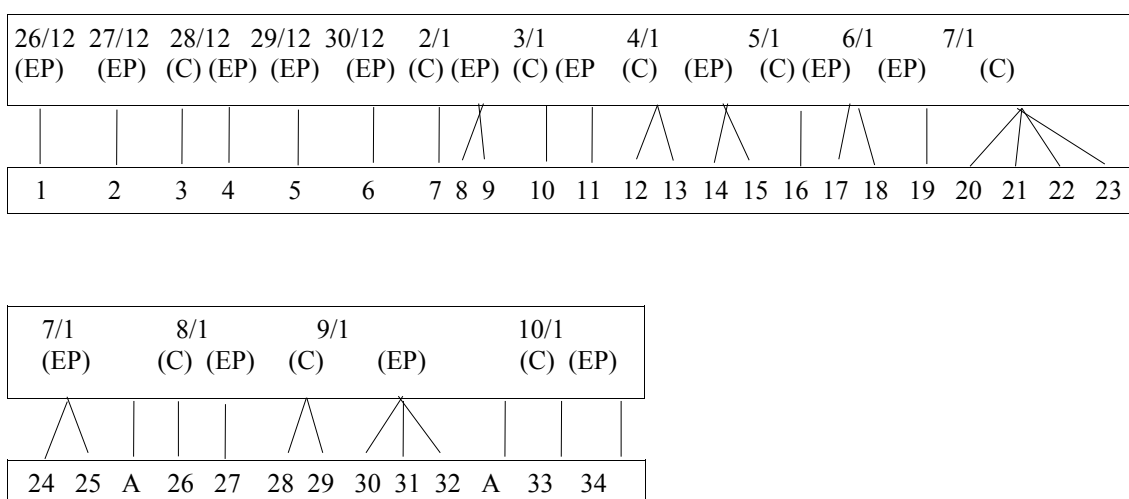 26/12 27/12 28/12 29/12 30/12 2/1 3/1 4/1 5/1 6/1 7/1
(EP) (EP) (C) (EP) (EP) (EP) (C) (EP) (C) (EP (C) (EP) (C) (EP) (EP) (C)
1 2 3 4 5 6 7 8 9 10 11 12 13 14 15 16 17 18 19 20 21 22 23
7/1 8/1 9/1 10/1
(EP) (C) (EP) (C) (EP) (C) (EP)
24 25 A 26 27 28 29 30 31 32 A 33 34